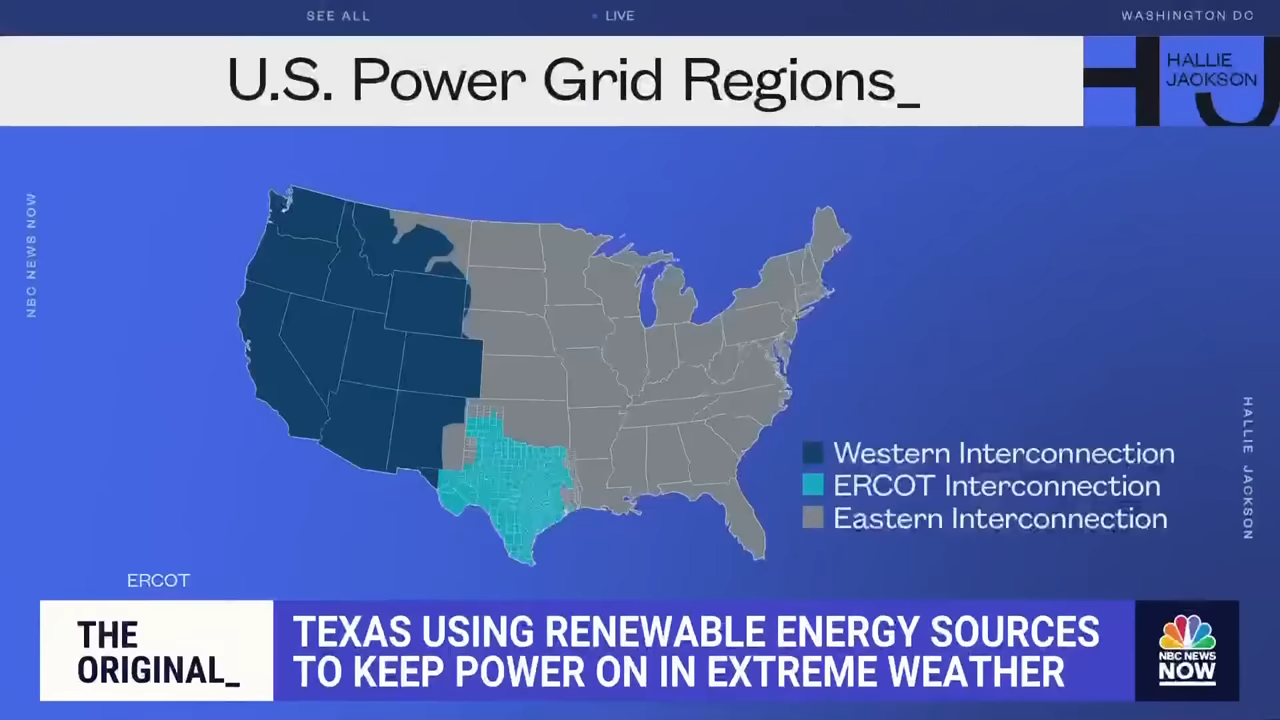 SEE ALL
LIVE
WASHINGTON DC
U.S. Power Grid Regions_
HALLIE
JACKSON
NBC NEWS NOW
Western Interconnection
ERCOT Interconnection
Eastern Interconnection
HALLIE JACKSON
ERCOT
THE
ORIGINAL_
TEXAS USING RENEWABLE ENERGY SOURCES
TO KEEP POWER ON IN EXTREME WEATHER
NBC NEWS
NOW